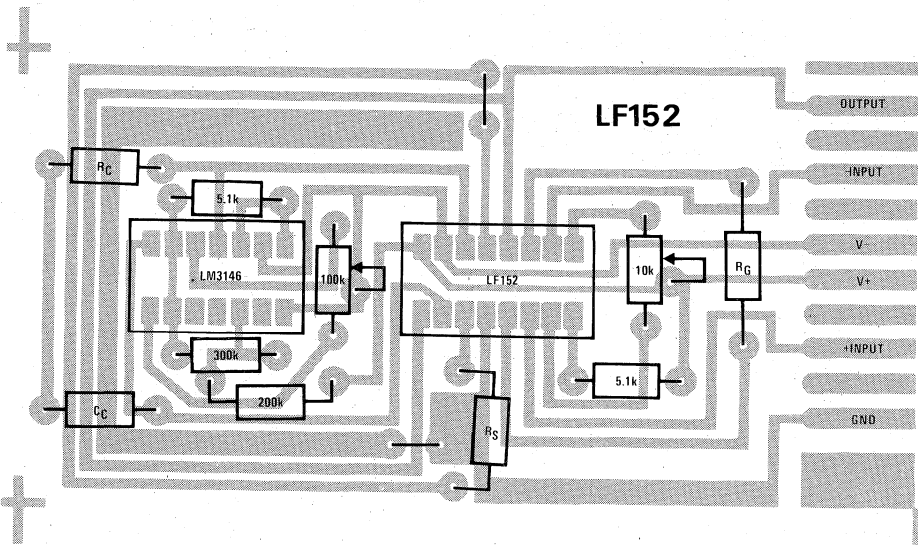 LF152
OUTPUT
-INPUT
V-
V+
+INPUT
GND
RC
5.1k
LM3146
100k
LF152
10k
RG
300k
200k
5.1k
CC
RS